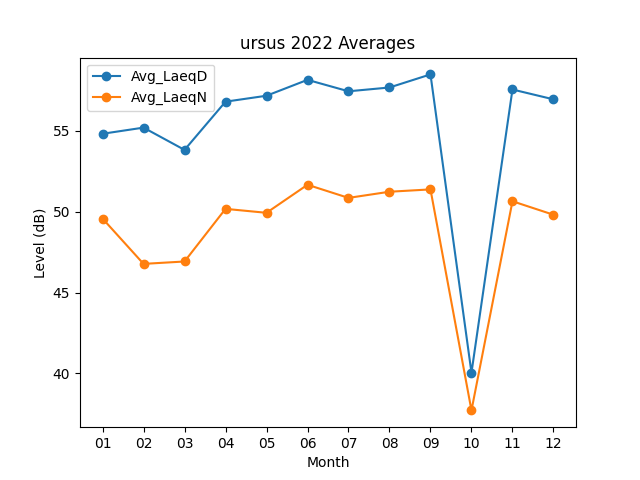 ursus 2022 Averages
Avg_LaeqD
Avg_LaeqN
Level (dB)
55
50
45
40
01 02 03 04 05 06 07 08 09 10 11 12
Month